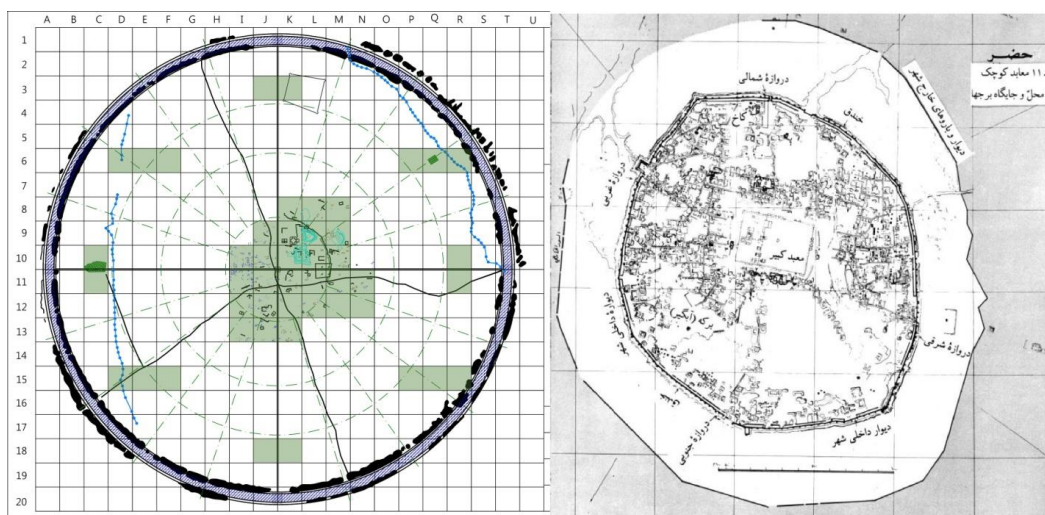 A B C D E F G H I J K L M N O P Q R S T U
1
2
3
4
5
6
7
8
9
10
11
12
13
14
15
16
17
18
19
20
حضر
۱۱ معابد کوچک
محل و جایگاه برجها
دیوار و باروهای خارج شهر
دروازهٔ شمالی
کاخ
خندق
دروازهٔ غربی
معبد کبیر
برکه (آبگیر)
دروازهٔ شرقی
خندق
دروازهٔ جنوبی
دیوار داخلی شهر